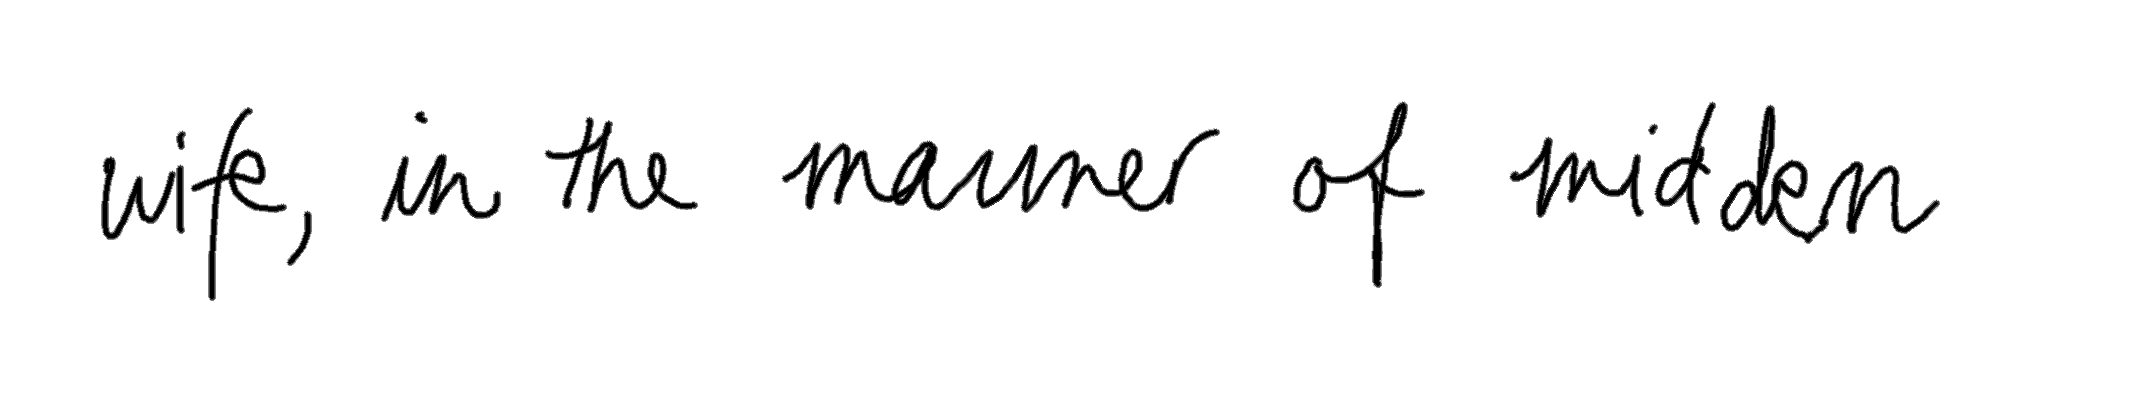 wife, in the manner of midden